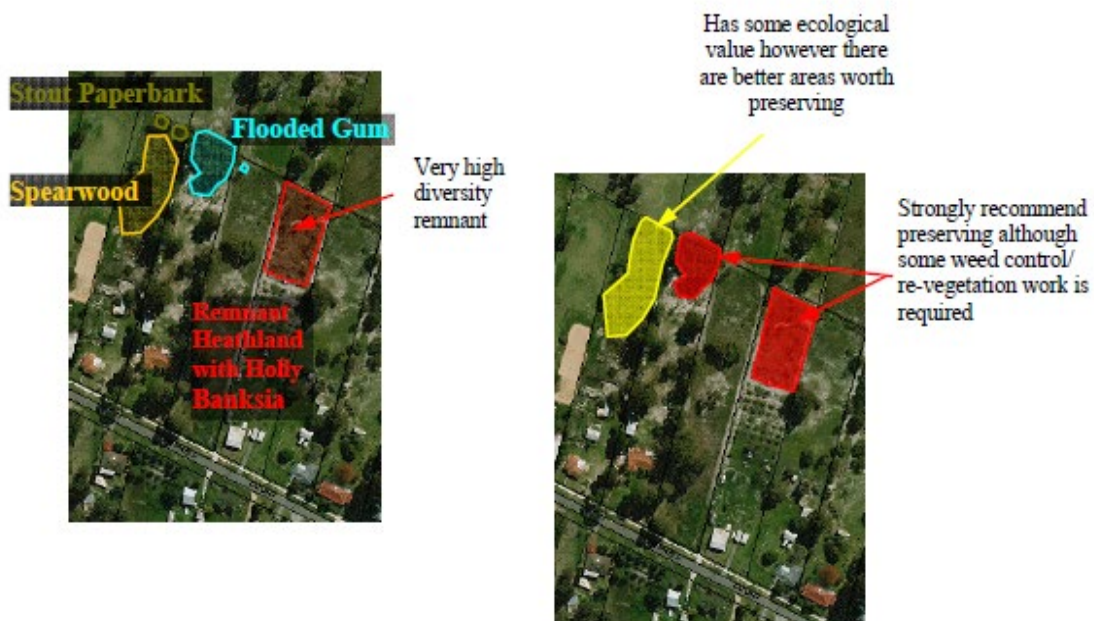 Stout Paperbark
Flooded Gum
Spearwood
Very high
diversity
remnant
Remnant
Heathland
with Holly
Banksia
Has some ecological
value however there
are better areas worth
preserving
Strongly recommend
preserving although
some weed control/
re-vegetation work is
required